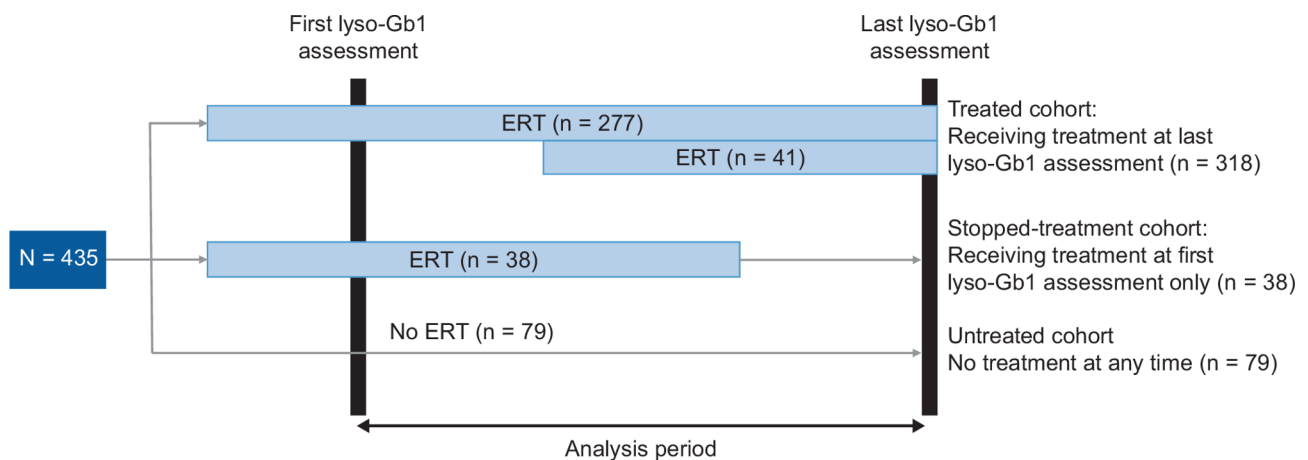 First lyso-Gb1
assessment
Last lyso-Gb1
assessment
ERT (n = 277)
ERT (n = 41)
Treated cohort:
Receiving treatment at last
lyso-Gb1 assessment (n = 318)
N = 435
ERT (n = 38)
Stopped-treatment cohort:
Receiving treatment at first
lyso-Gb1 assessment only (n = 38)
No ERT (n = 79)
Untreated cohort
No treatment at any time (n = 79)
Analysis period